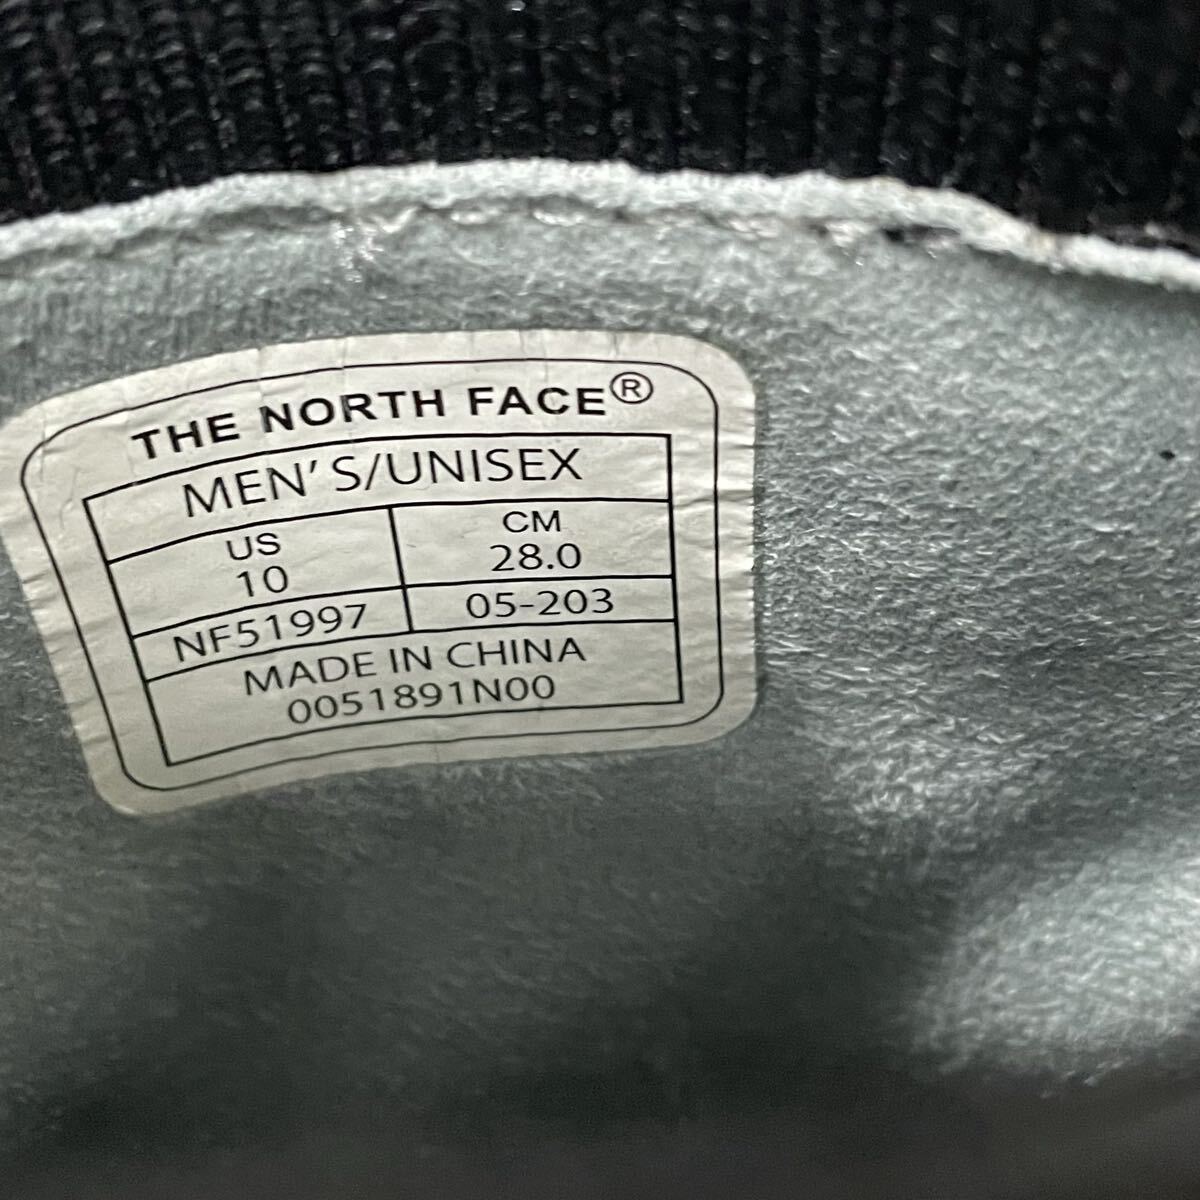 THE NORTH FACE®
MEN'S/UNISEX
US CM
10 28.0
NF51997 05-203
MADE IN CHINA
0051891N00